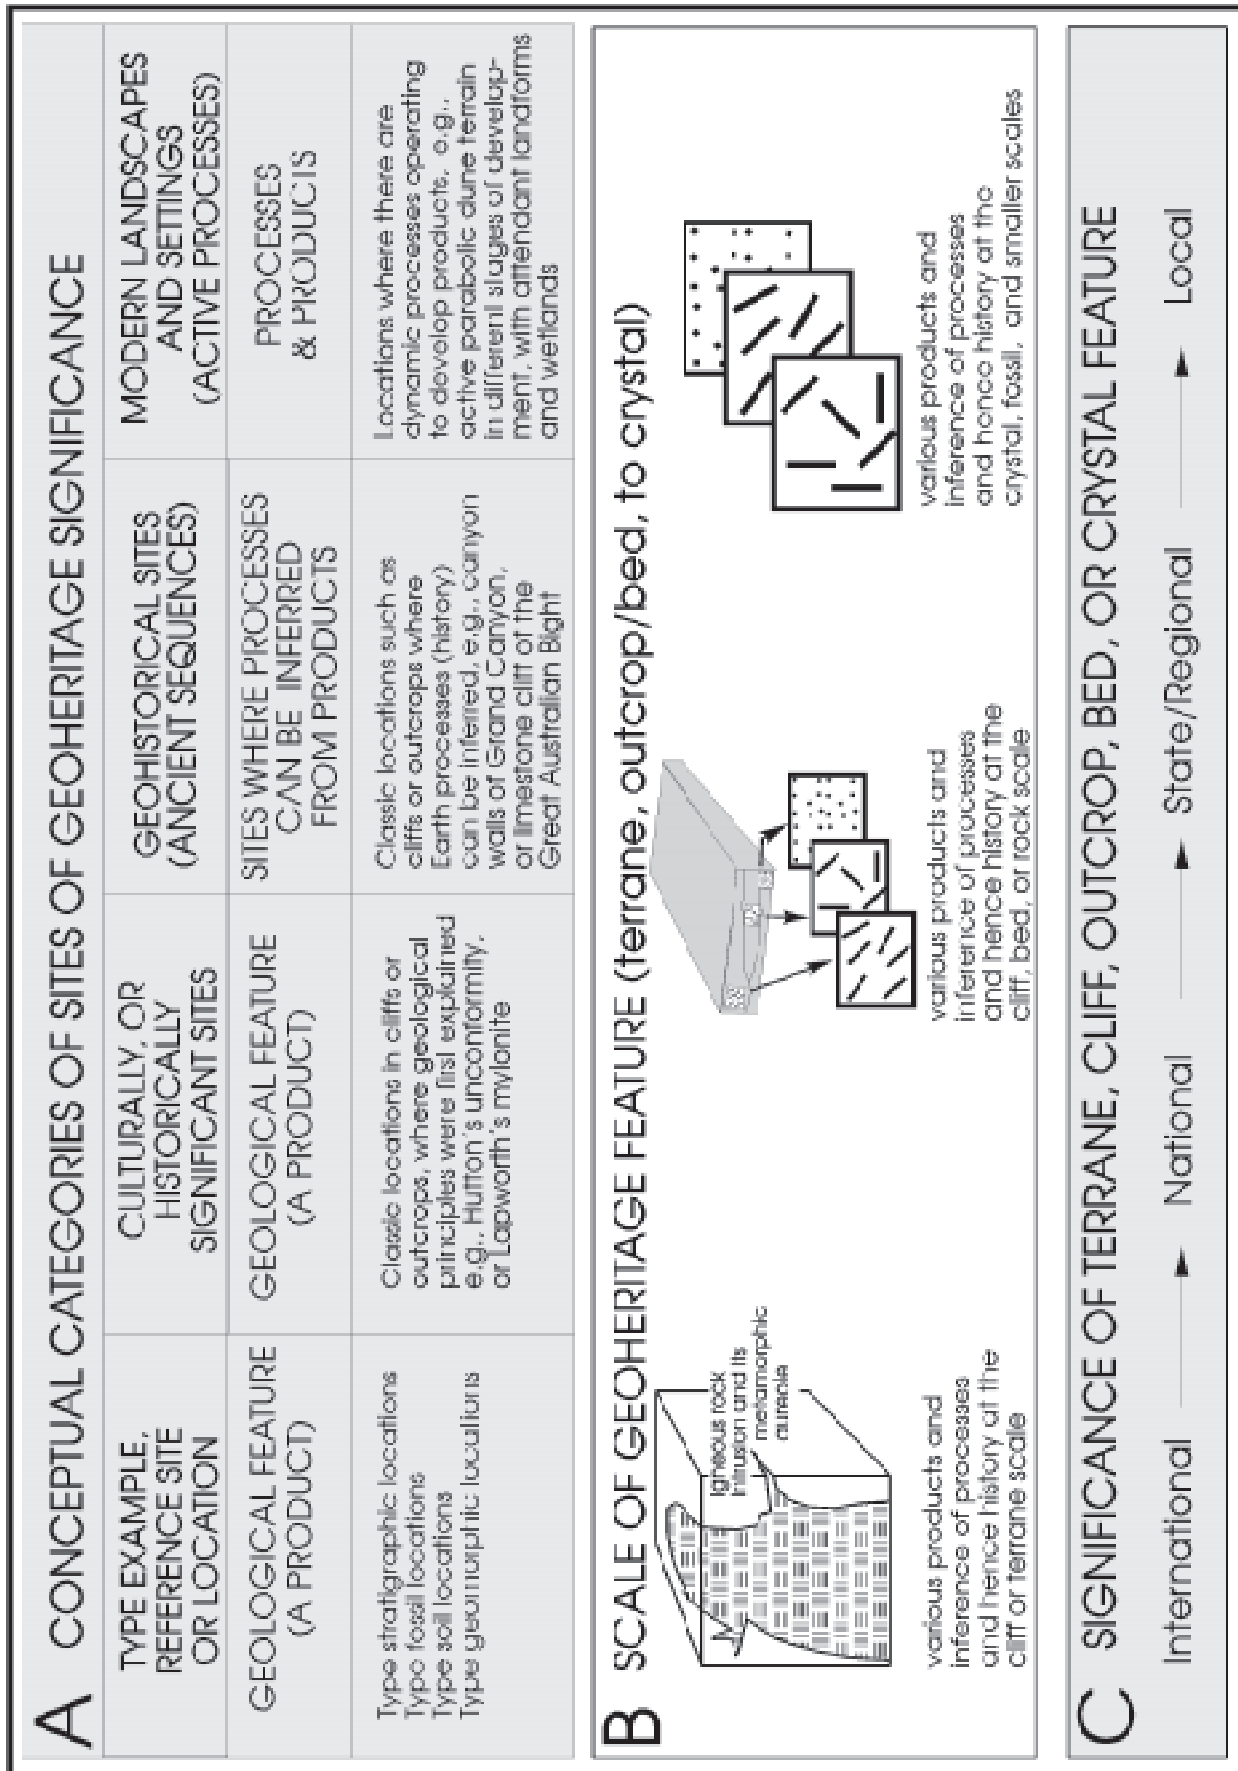 A CONCEPTUAL CATEGORIES OF SITES OF GEOHERITAGE SIGNIFICANCE
TYPE EXAMPLE,
REFERENCE SITE
OR LOCATION
CULTURALLY, OR
HISTORICALLY
SIGNIFICANT SITES
GEOHISTORICAL SITES
(ANCIENT SEQUENCES)
MODERN LANDSCAPES
AND SETTINGS
(ACTIVE PROCESSES)
GEOLOGICAL FEATURE
(A PRODUCT)
GEOLOGICAL FEATURE
(A PRODUCT)
SITES WHERE PROCESSES
CAN BE INFERRED
FROM PRODUCTS
PROCESSES
& PRODUCTS
Type stratigraphic locations
Type fossil locations
Type soil locations
Type geomorphic locations
Classic locations in cliffs or
outcrops, where geological
principles were first explained
e.g., Hutton's unconformity,
or Lapworth's mylonite
Classic locations such as
cliffs or outcrops where
Earth processes (history)
can be inferred, e.g., canyon
walls of Grand Canyon,
or limestone cliff of the
Great Australian Bight
Locations where there are
dynamic processes operating
to develop products, e.g.,
active parabolic dune terrain
in different stages of develop-
ment, with attendant landforms
and wetlands
B SCALE OF GEOHERITAGE FEATURE (terrane, outcrop/bed, to crystal)
Igneous rock
intrusion and its
metamorphic
aureole
various products and
inference of processes
and hence history at the
cliff or terrane scale
various products and
inference of processes
and hence history at the
cliff, bed, or rock scale
various products and
inference of processes
and hence history at the
crystal, fossil, and smaller scales
C SIGNIFICANCE OF TERRANE, CLIFF, OUTCROP, BED, OR CRYSTAL FEATURE
International National State/Regional Local